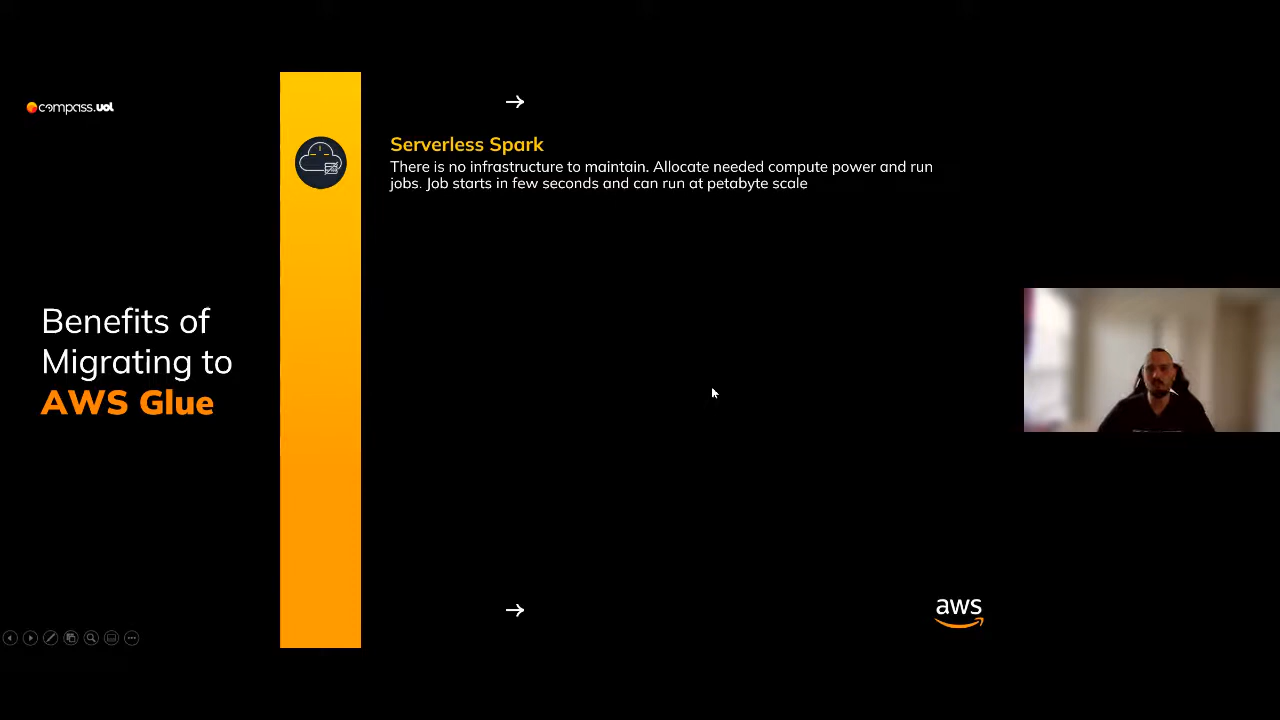 compass.uol
Serverless Spark
There is no infrastructure to maintain. Allocate needed compute power and run
jobs. Job starts in few seconds and can run at petabyte scale
Benefits of
Migrating to
AWS Glue
aws